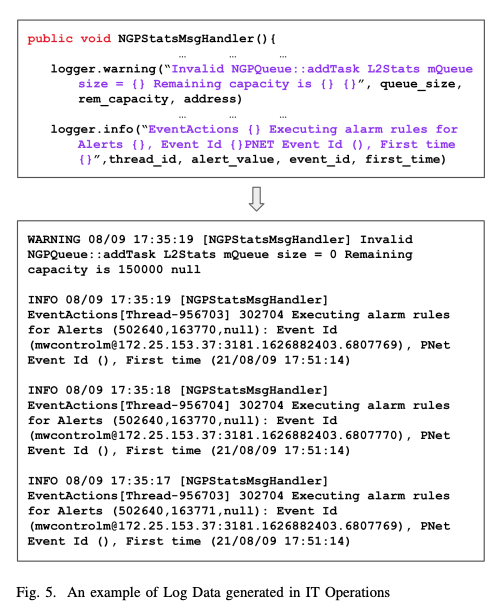 public void NGPStatsMsgHandler(){
… … …
logger.warning(“Invalid NGPQueue::addTask L2Stats mQueue
size = {} Remaining capacity is {} {}”, queue_size,
rem_capacity, address)
… … …
logger.info(“EventActions {} Executing alarm rules for
Alerts {}, Event Id {}PNET Event Id (), First time
{}”,thread_id, alert_value, event_id, first_time)
WARNING 08/09 17:35:19 [NGPStatsMsgHandler] Invalid
NGPQueue::addTask L2Stats mQueue size = 0 Remaining
capacity is 150000 null
INFO 08/09 17:35:19 [NGPStatsMsgHandler]
EventActions[Thread-956703] 302704 Executing alarm rules
for Alerts (502640,163770,null): Event Id
(mwcontrolm@172.25.153.37:3181.1626882403.6807769), PNet
Event Id (), First time (21/08/09 17:51:14)
INFO 08/09 17:35:18 [NGPStatsMsgHandler]
EventActions[Thread-956704] 302704 Executing alarm rules
for Alerts (502640,163770,null): Event Id
(mwcontrolm@172.25.153.37:3181.1626882403.6807770), PNet
Event Id (), First time (21/08/09 17:51:14)
INFO 08/09 17:35:17 [NGPStatsMsgHandler]
EventActions[Thread-956703] 302704 Executing alarm rules
for Alerts (502640,163771,null): Event Id
(mwcontrolm@172.25.153.37:3181.1626882403.6807769), PNet
Event Id (), First time (21/08/09 17:51:14)
Fig. 5. An example of Log Data generated in IT Operations